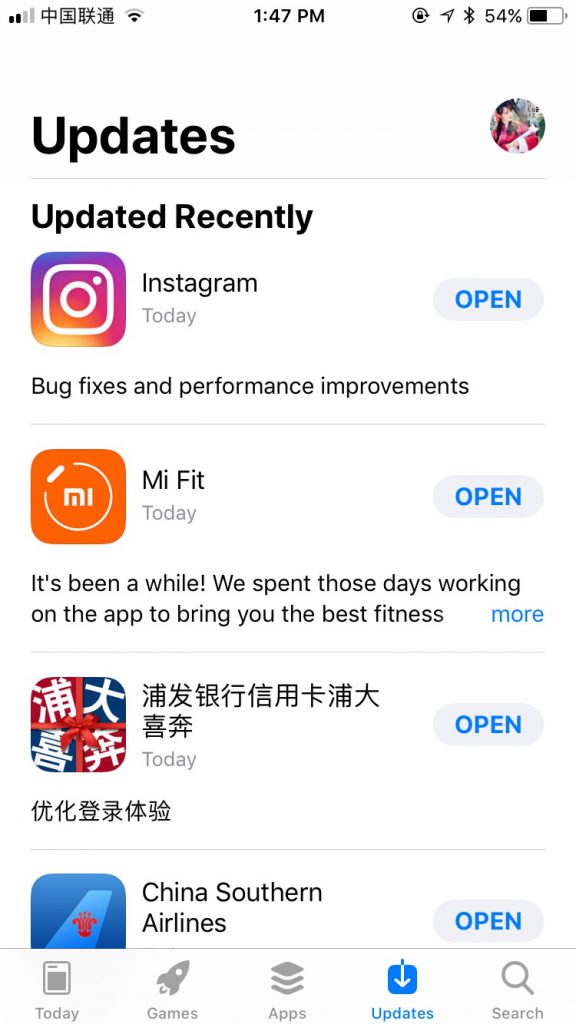 中国联通 1:47 PM 54%
Updates
Updated Recently
Instagram
Today
OPEN
Bug fixes and performance improvements
mi
Mi Fit
Today
OPEN
It's been a while! We spent those days working
on the app to bring you the best fitness more
浦大
喜奔
浦发银行信用卡浦大
喜奔
Today
OPEN
优化登录体验
China Southern
Airlines
OPEN
Today Games Apps Updates Search